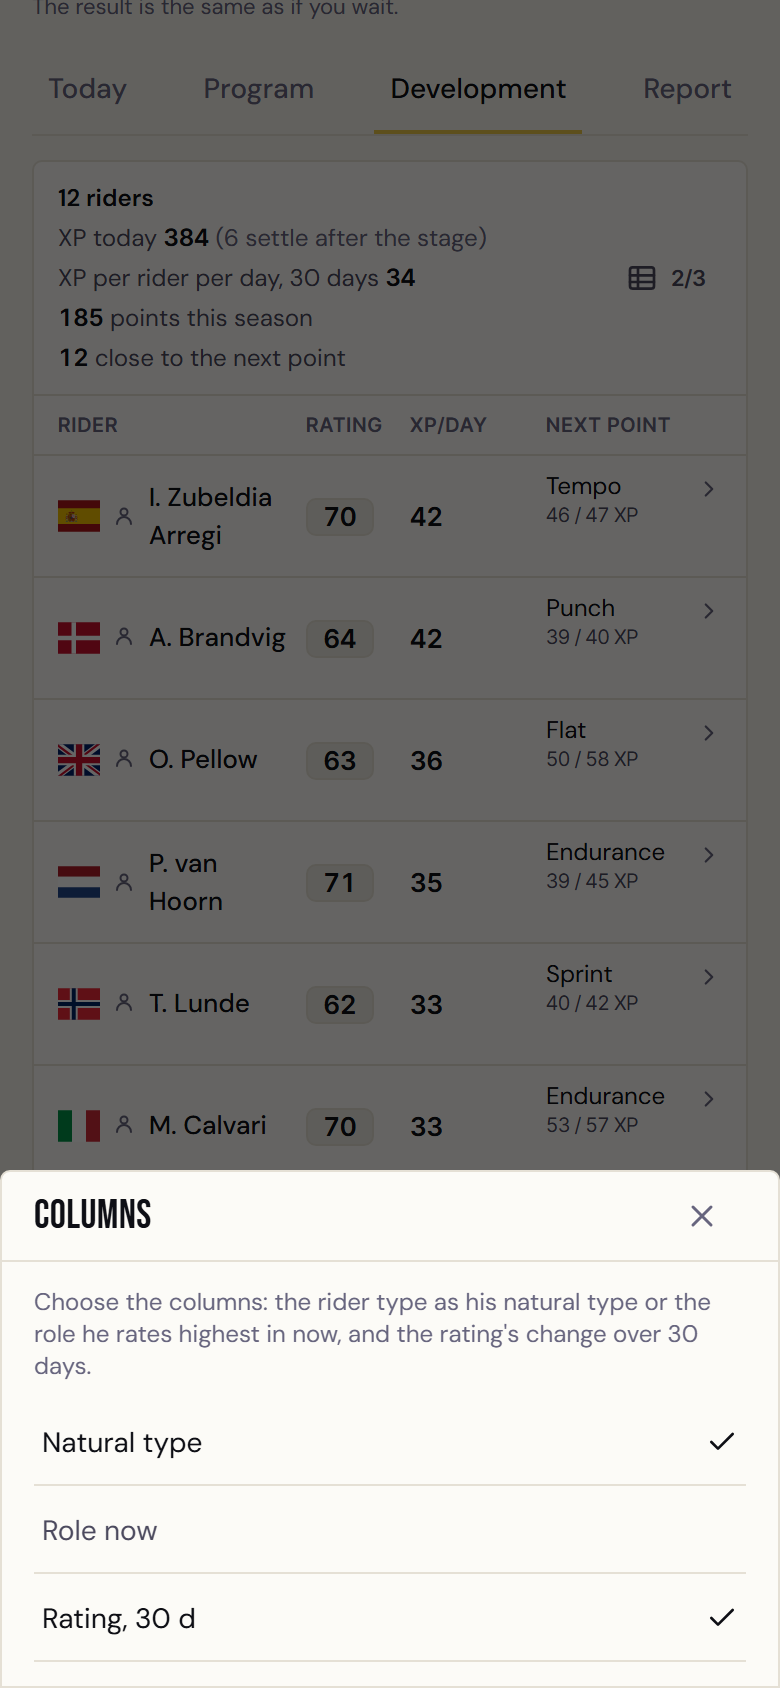 The result is the same as if you wait.
Today Program Development Report
12 riders
XP today 384 (6 settle after the stage)
XP per rider per day, 30 days 34
2/3
185 points this season
12 close to the next point
RIDER RATING XP/DAY NEXT POINT
I. Zubeldia Arregi 70 42 Tempo
46 / 47 XP
A. Brandvig 64 42 Punch
39 / 40 XP
O. Pellow 63 36 Flat
50 / 58 XP
P. van Hoorn 71 35 Endurance
39 / 45 XP
T. Lunde 62 33 Sprint
40 / 42 XP
M. Calvari 70 33 Endurance
53 / 57 XP
COLUMNS
Choose the columns: the rider type as his natural type or the
role he rates highest in now, and the rating's change over 30
days.
Natural type
Role now
Rating, 30 d